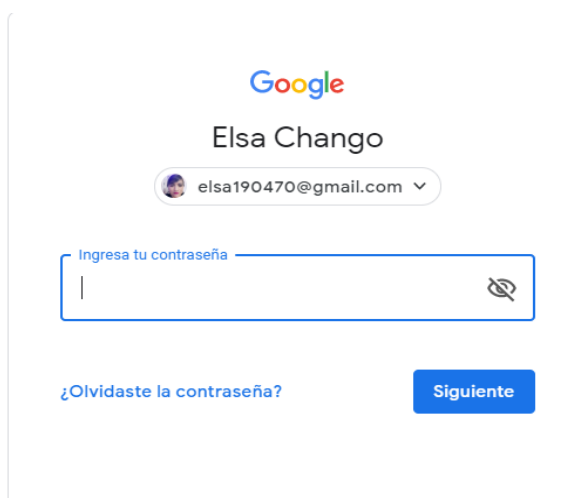 Google
Elsa Chango
elsa190470@gmail.com
Ingresa tu contraseña
¿Olvidaste la contraseña? Siguiente